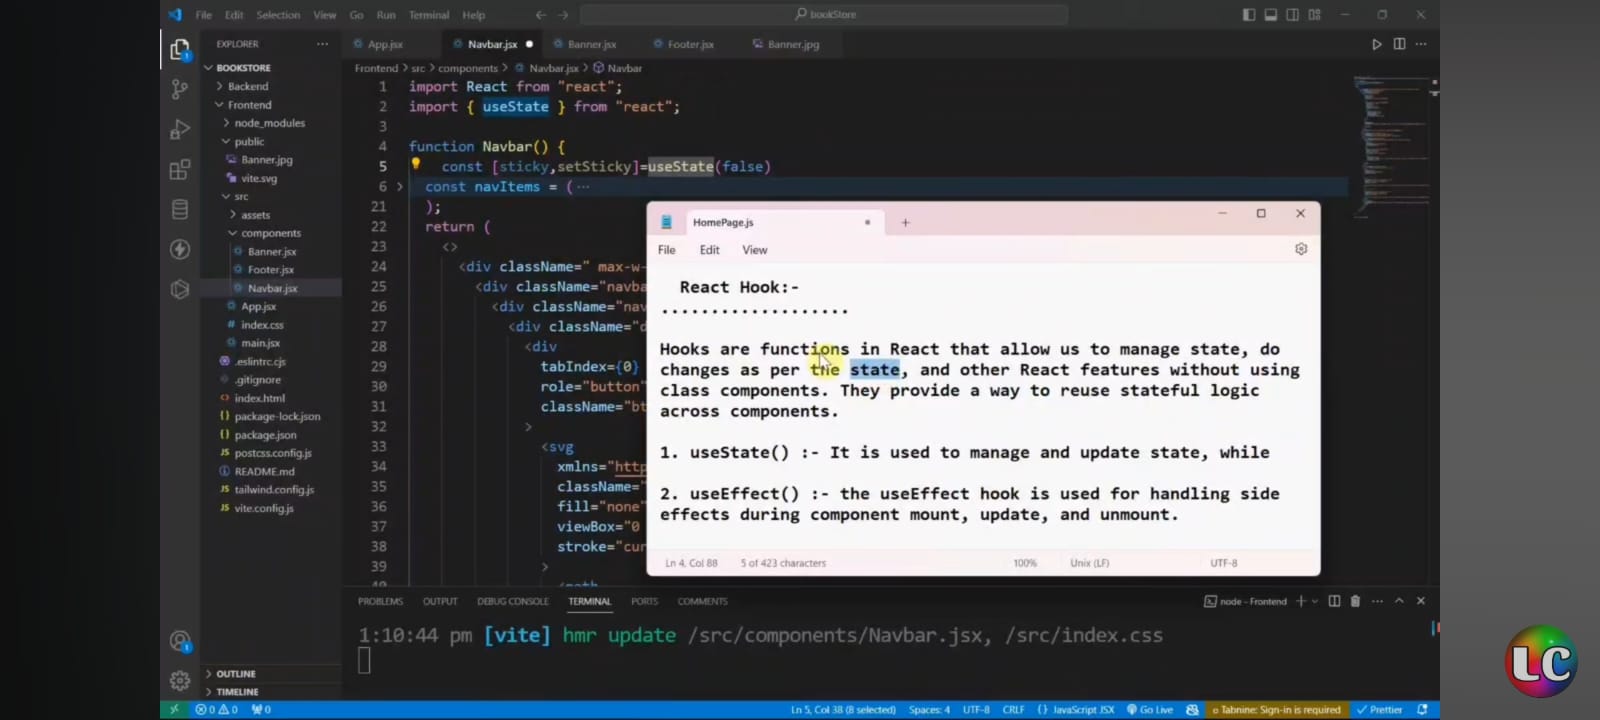 File Edit Selection View Go Run Terminal Help
bookStore
EXPLORER
BOOKSTORE
Backend
Frontend
node_modules
public
Banner.jpg
vite.svg
src
assets
components
Banner.jsx
Footer.jsx
Navbar.jsx
App.jsx
# index.css
main.jsx
.eslintrc.cjs
.gitignore
index.html
package-lock.json
package.json
JS postcss.config.js
README.md
JS tailwind.config.js
JS vite.config.js
OUTLINE
TIMELINE
App.jsx Navbar.jsx Banner.jsx Footer.jsx Banner.jpg
Frontend > src > components > Navbar.jsx > Navbar
1 import React from "react";
2 import { useState } from "react";
3
4 function Navbar() {
5 const [sticky,setSticky]=useState(false)
6 const navItems = ( ...
21 );
22 return (
23 <>
24 <div className=" max-w-
25 <div className="navba
26 <div className="nav
27 <div className="d
28 <div
29 tabIndex={0}
30 role="button"
31 className="bt
32 >
33 <svg
34 xmlns="http
35 className="
36 fill="none"
37 viewBox="0
38 stroke="cur
39 >
HomePage.js
File Edit View
React Hook:-
...................
Hooks are functions in React that allow us to manage state, do
changes as per the state, and other React features without using
class components. They provide a way to reuse stateful logic
across components.
1. useState() :- It is used to manage and update state, while
2. useEffect() :- the useEffect hook is used for handling side
effects during component mount, update, and unmount.
Ln 4, Col 88 5 of 423 characters 100% Unix (LF) UTF-8
PROBLEMS OUTPUT DEBUG CONSOLE TERMINAL PORTS COMMENTS
node - Frontend
1:10:44 pm [vite] hmr update /src/components/Navbar.jsx, /src/index.css
0 0 0 Ln 5, Col 38 (8 selected) Spaces: 4 UTF-8 CRLF {} JavaScript JSX Go Live Tabnine: Sign-in is required Prettier
LC